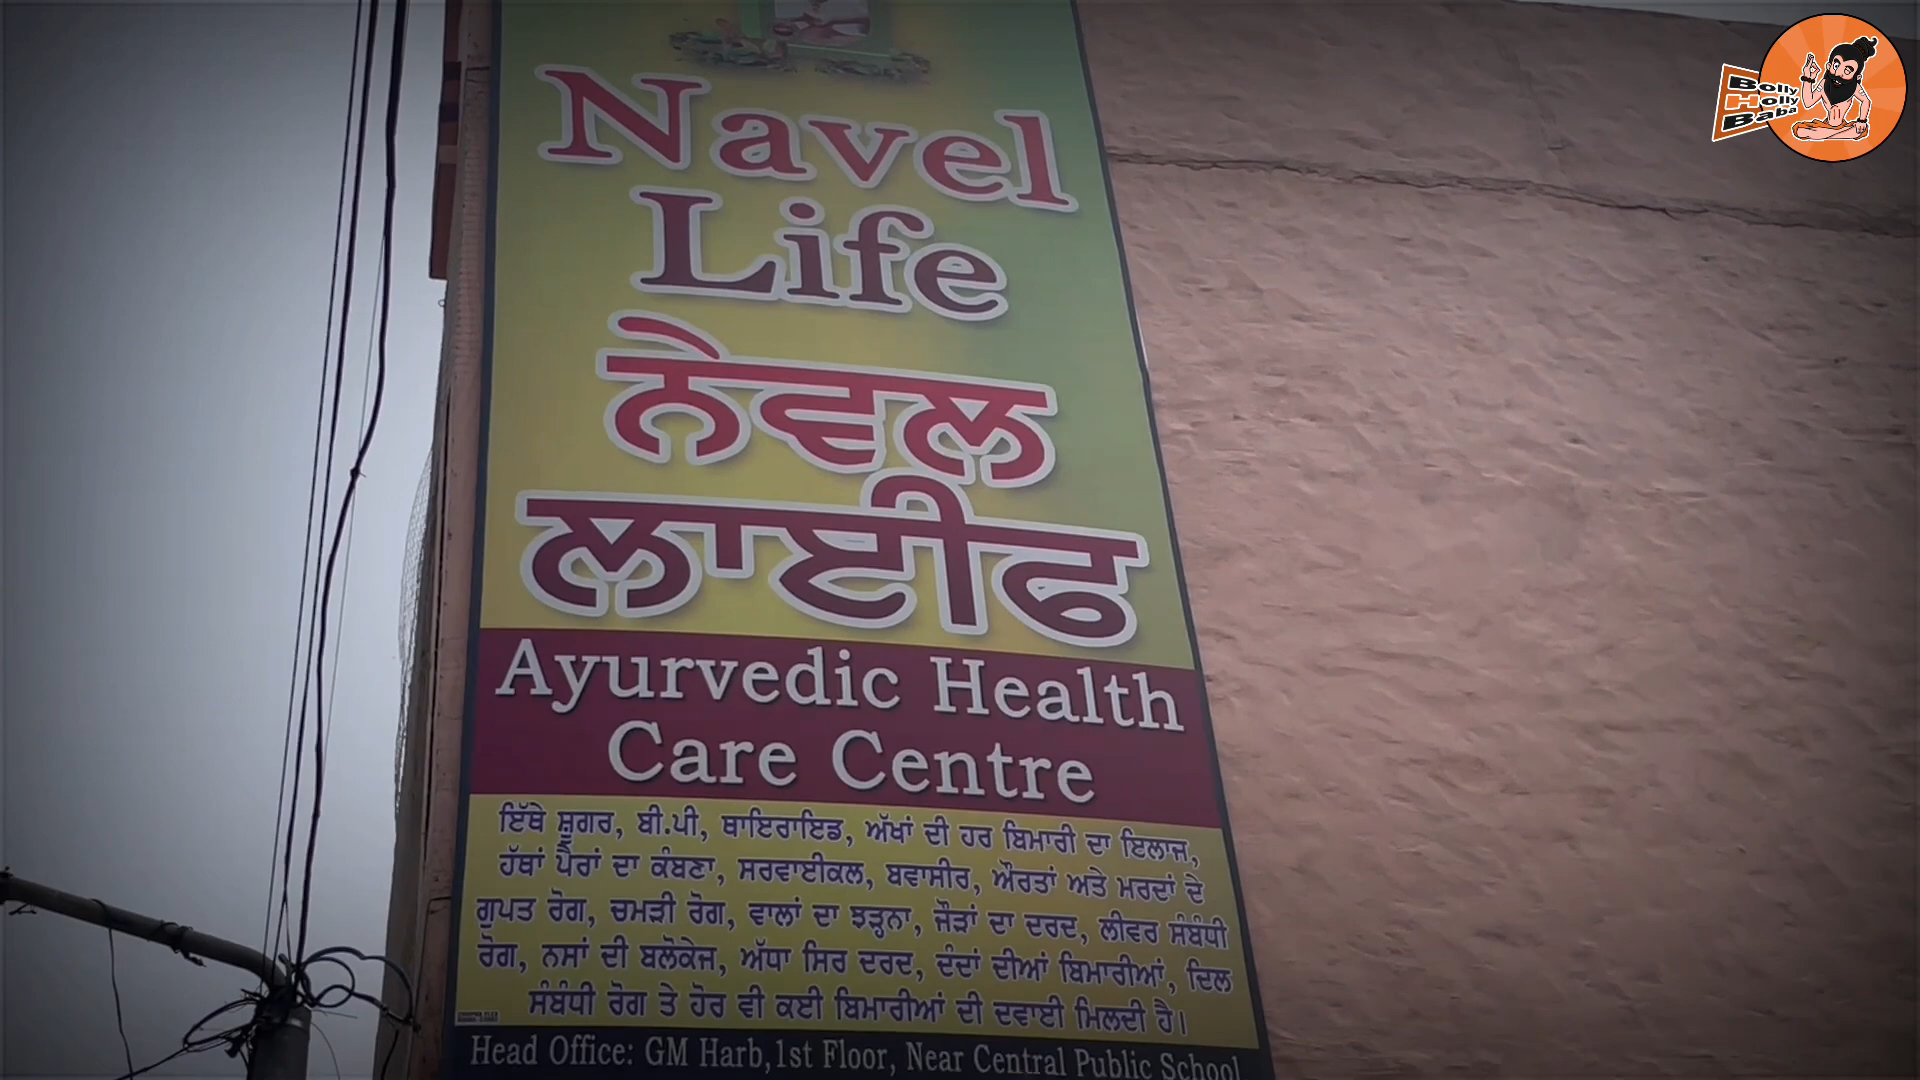 Navel
Life
ਨੇਵਲ
ਲਾਈਫ
Ayurvedic Health
Care Centre
ਇੱਥੇ ਸ਼ੂਗਰ, ਬੀ.ਪੀ, ਥਾਇਰਾਇਡ, ਅੱਖਾਂ ਦੀ ਹਰ ਬਿਮਾਰੀ ਦਾ ਇਲਾਜ,
ਹੱਥਾਂ ਪੈਰਾਂ ਦਾ ਕੰਬਣਾ, ਸਰਵਾਈਕਲ, ਬਵਾਸੀਰ, ਔਰਤਾਂ ਅਤੇ ਮਰਦਾਂ ਦੇ
ਗੁਪਤ ਰੋਗ, ਚਮੜੀ ਰੋਗ, ਵਾਲਾਂ ਦਾ ਝੜ੍ਹਨਾ, ਜੌੜਾਂ ਦਾ ਦਰਦ, ਲੀਵਰ ਸੰਬੰਧੀ
ਰੋਗ, ਨਸਾਂ ਦੀ ਬਲੋਕੇਜ, ਅੱਧਾ ਸਿਰ ਦਰਦ, ਦੰਦਾਂ ਦੀਆਂ ਬਿਮਾਰੀਆਂ, ਦਿਲ
ਸੰਬੰਧੀ ਰੋਗ ਤੇ ਹੋਰ ਵੀ ਕਈ ਬਿਮਾਰੀਆਂ ਦੀ ਦਵਾਈ ਮਿਲਦੀ ਹੈ।
Head Office: GM Harb,1st Floor, Near Central Public School
Bolly
Holly
Baba